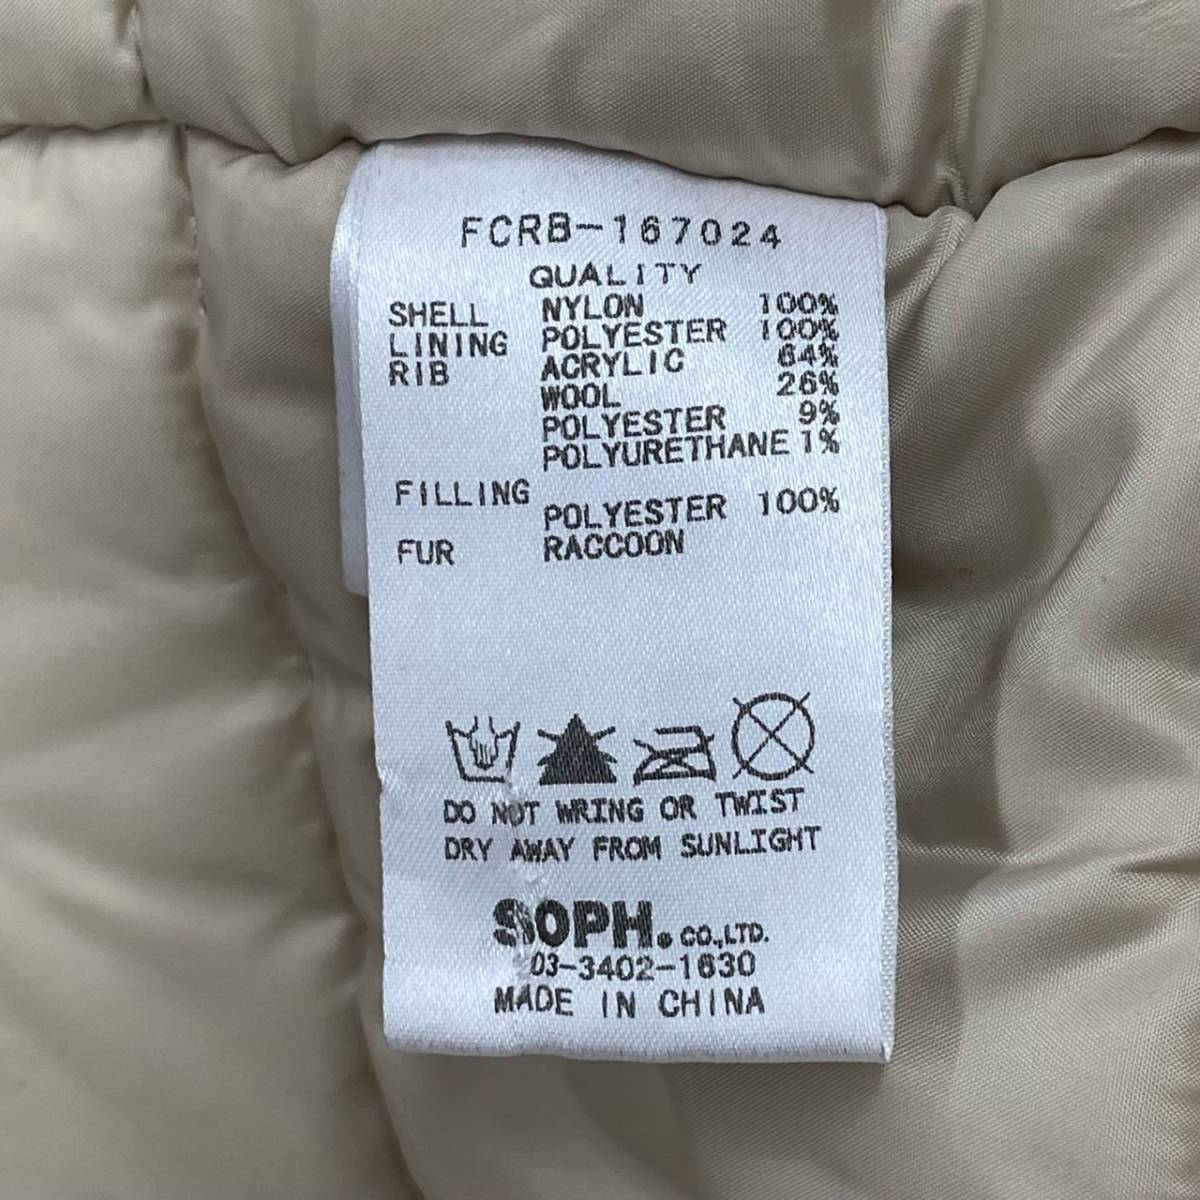 FCRB-167024
QUALITY
SHELL NYLON 100%
LINING POLYESTER 100%
RIB ACRYLIC 64%
WOOL 26%
POLYESTER 9%
POLYURETHANE 1%
FILLING POLYESTER 100%
FUR RACCOON
DO NOT WRING OR TWIST
DRY AWAY FROM SUNLIGHT
SOPH. CO.,LTD.
03-3402-1630
MADE IN CHINA